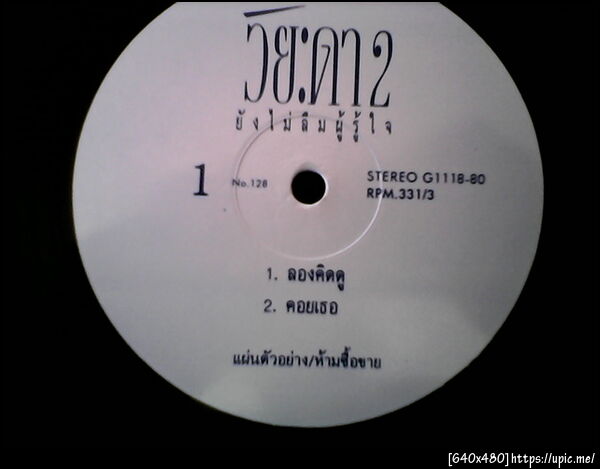 วิยะดา 2
ยังไม่ลืมผู้รู้ใจ
1
No.128
STEREO G1118-80
RPM.331/3
1. ลองคิดดู
2. คอยเธอ
แผ่นตัวอย่าง/ห้ามซื้อขาย
[640x480]https://upic.me/